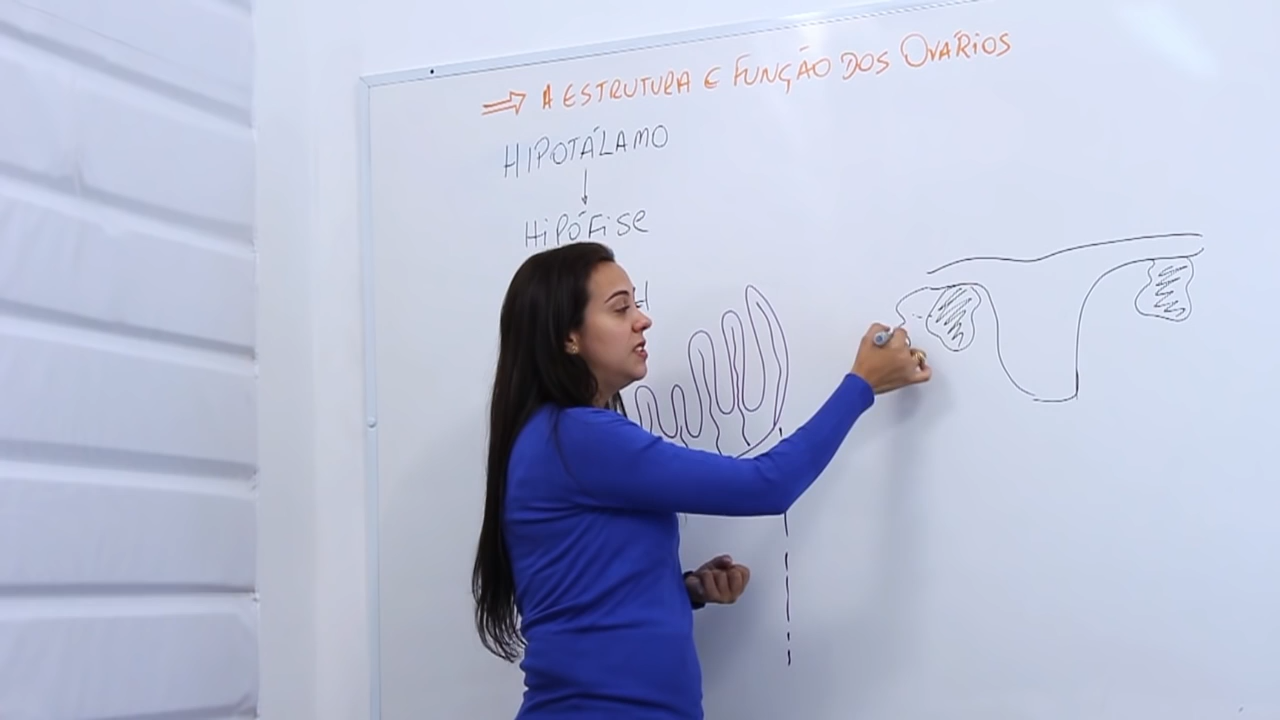 ⇒ A ESTRUTURA E FUNÇÃO DOS OVÁRIOS
HIPOTÁLAMO
↓
HIPÓFISE